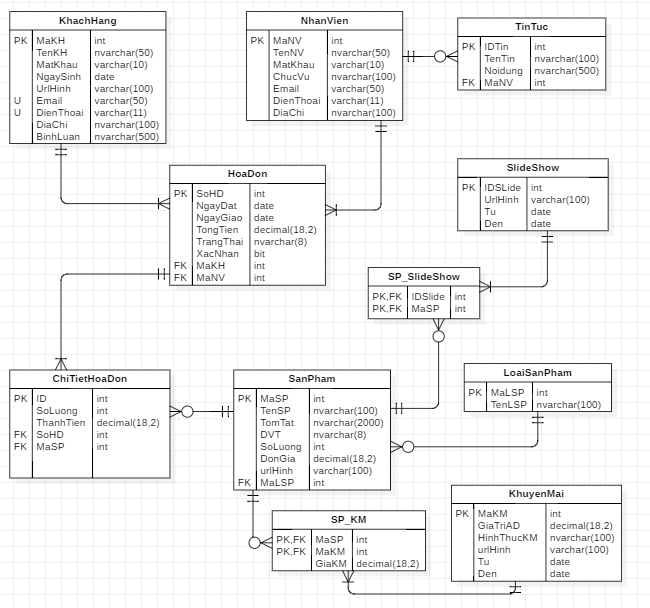 KhachHang
PK MaKH int
TenKH nvarchar(50)
MatKhau varchar(10)
NgaySinh date
UrlHinh varchar(100)
U Email varchar(50)
U DienThoai varchar(11)
DiaChi nvarchar(100)
BinhLuan nvarchar(500)
NhanVien
PK MaNV int
TenNV nvarchar(50)
MatKhau varchar(10)
ChucVu nvarchar(100)
Email varchar(50)
DienThoai varchar(11)
DiaChi nvarchar(100)
TinTuc
PK IDTin int
TenTin nvarchar(100)
Noidung nvarchar(500)
FK MaNV int
HoaDon
PK SoHD int
NgayDat date
NgayGiao date
TongTien decimal(18,2)
TrangThai nvarchar(8)
XacNhan bit
FK MaKH int
FK MaNV int
SlideShow
PK IDSLide int
UrlHinh varchar(100)
Tu date
Den date
SP_SlideShow
PK,FK IDSlide int
PK,FK MaSP int
ChiTietHoaDon
PK ID int
SoLuong int
ThanhTien decimal(18,2)
FK SoHD int
FK MaSP int
SanPham
PK MaSP int
TenSP nvarchar(100)
TomTat nvarchar(2000)
DVT nvarchar(8)
SoLuong int
DonGia decimal(18,2)
urlHinh varchar(100)
FK MaLSP int
LoaiSanPham
PK MaLSP int
TenLSP nvarchar(100)
SP_KM
PK,FK MaSP int
PK,FK MaKM int
GiaKM decimal(18,2)
KhuyenMai
PK MaKM int
GiaTriAD decimal(18,2)
HinhThucKM nvarchar(100)
urlHinh varchar(100)
Tu date
Den date